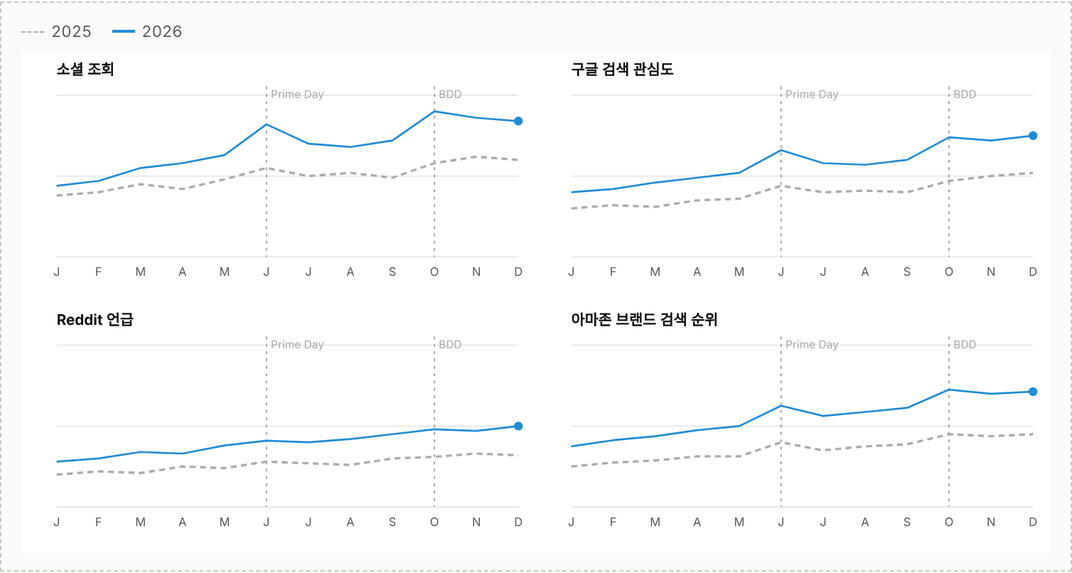 2025 2026
소셜 조회
Prime Day BDD
J F M A M J J A S O N D
구글 검색 관심도
Prime Day BDD
J F M A M J J A S O N D
Reddit 언급
Prime Day BDD
J F M A M J J A S O N D
아마존 브랜드 검색 순위
Prime Day BDD
J F M A M J J A S O N D